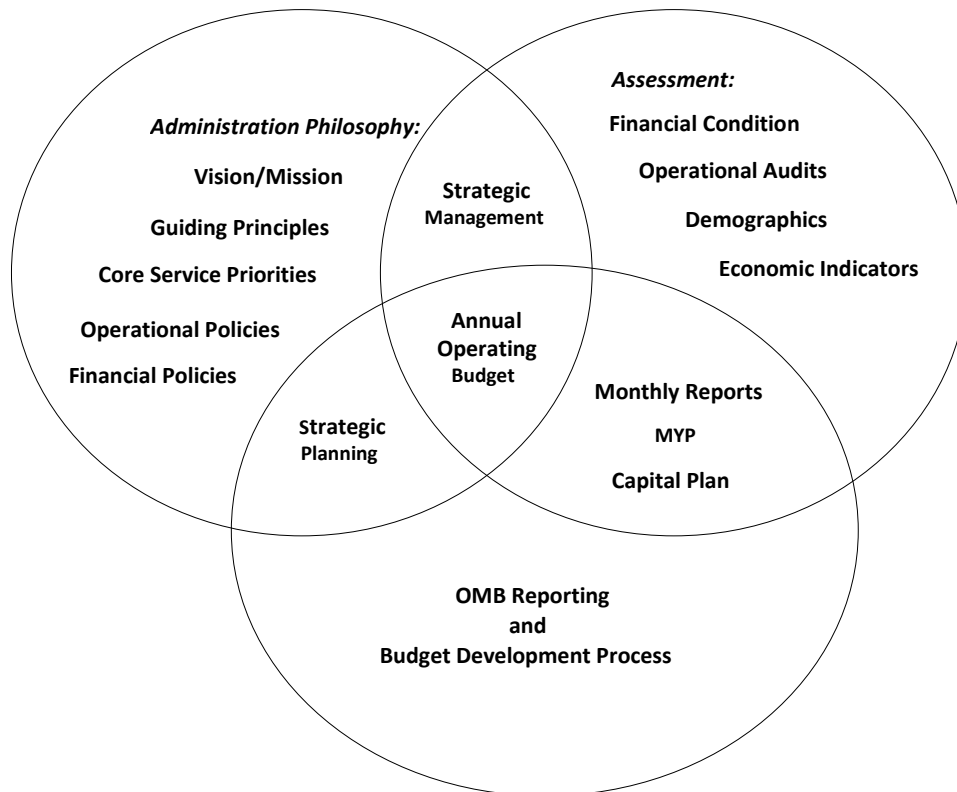 Administration Philosophy:
Vision/Mission
Guiding Principles
Core Service Priorities
Operational Policies
Financial Policies
Strategic
Management
Assessment:
Financial Condition
Operational Audits
Demographics
Economic Indicators
Annual
Operating
Budget
Strategic
Planning
Monthly Reports
MYP
Capital Plan
OMB Reporting
and
Budget Development Process